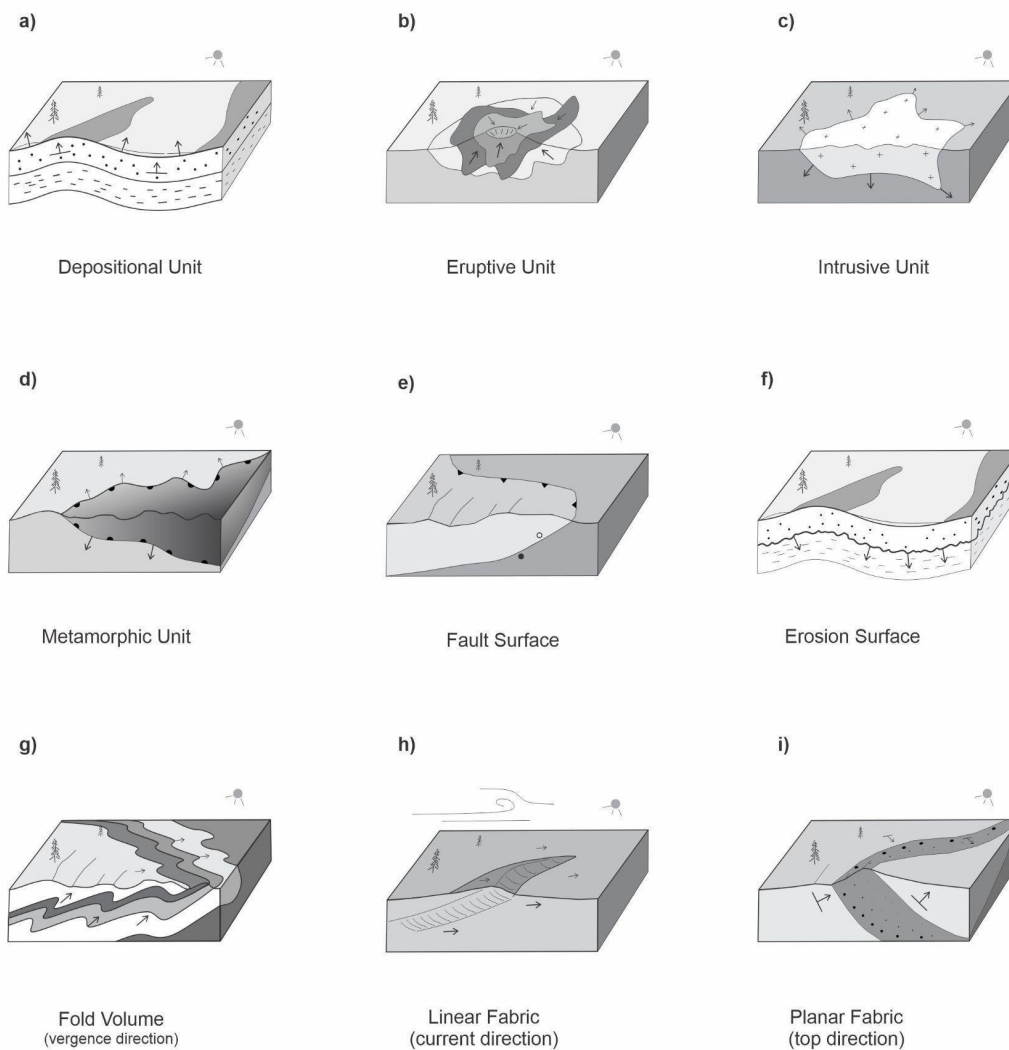 a)
b)
c)
Depositional Unit
Eruptive Unit
Intrusive Unit
d)
e)
f)
Metamorphic Unit
Fault Surface
Erosion Surface
g)
h)
i)
Fold Volume
(vergence direction)
Linear Fabric
(current direction)
Planar Fabric
(top direction)